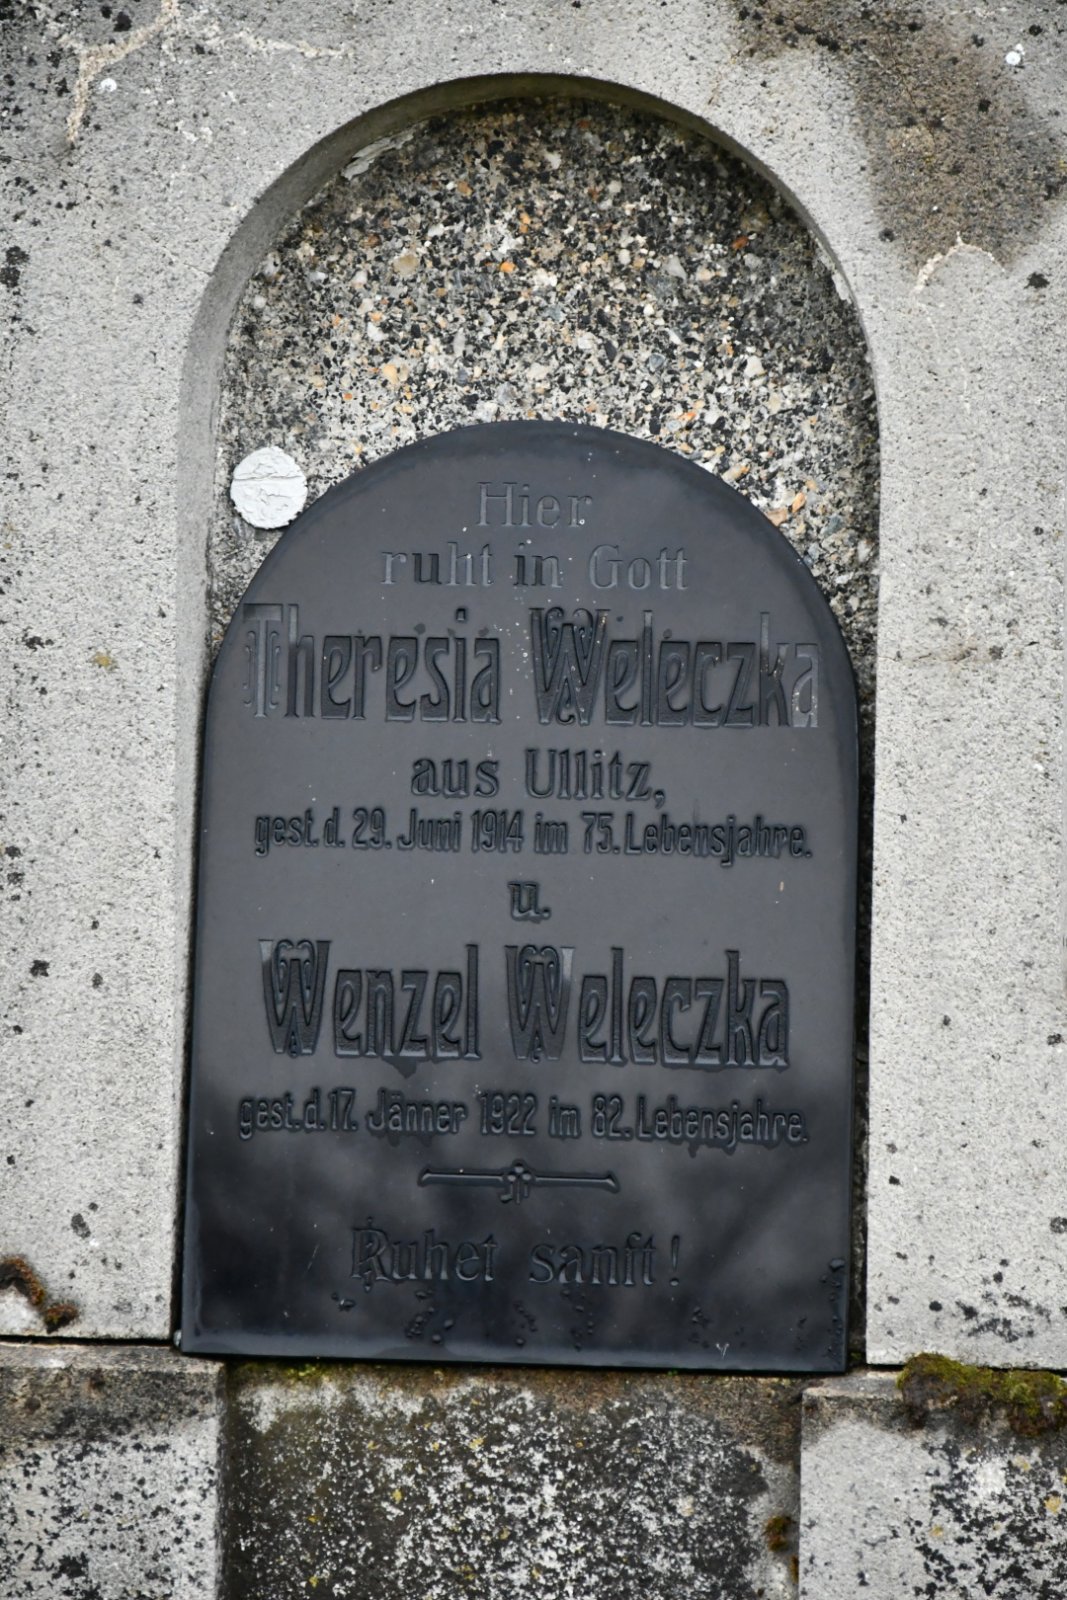 Hier
ruht in Gott
Theresia Weleczka
aus Ullitz,
gest. d. 29. Juni 1914 im 75. Lebensjahre.
u.
Wenzel Weleczka
gest. d. 17. Jänner 1922 im 82. Lebensjahre.
Ruhet sanft!